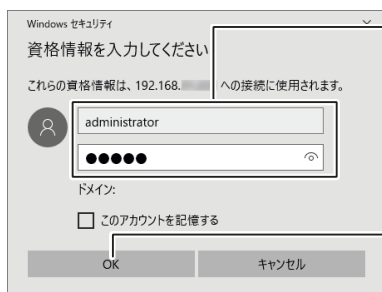 Windows セキュリティ
資格情報を入力してくださ
これらの資格情報は、192.168. への接続に使用されます。
administrator
●●●●●
ドメイン:
このアカウントを記憶する
OK
キャンセル